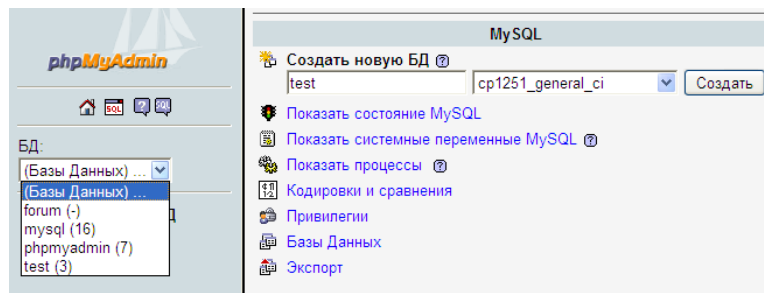 phpMyAdmin
SQL
БД:
(Базы Данных) ...
(Базы Данных) ...
forum (-)
mysql (16)
phpmyadmin (7)
test (3)
MySQL
Создать новую БД
test cp1251_general_ci Создать
Показать состояние MySQL
Показать системные переменные MySQL
Показать процессы
Кодировки и сравнения
Привилегии
Базы Данных
Экспорт